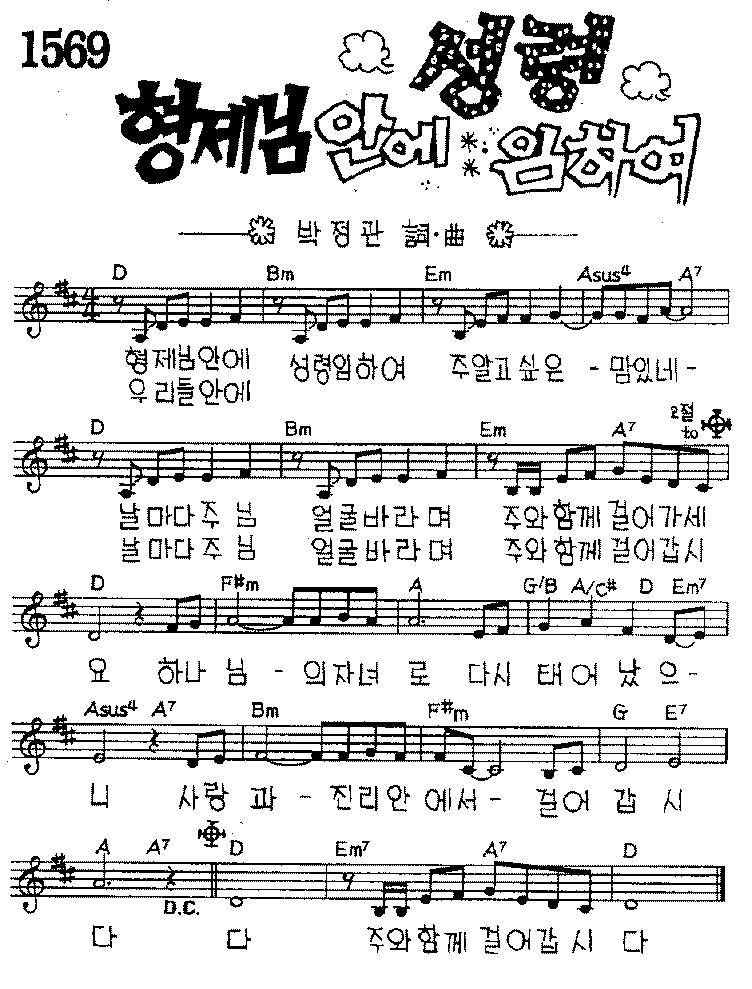 1569
성령
형제님 안에 임하여
박정관 詞·曲
D Bm Em Asus4 A7
형제님안에 성령임하여 주알고싶은 - 맘있네 -
우리들안에
D Bm Em A7 2절 to
날마다주님 얼굴바라며 주와함께걸어가세
날마다주님 얼굴바라며 주와함께걸어갑시
D F#m A G/B A/C# D Em7
요 하나님 - 의자녀 로 다시 태어 났으 -
Asus4 A7 Bm F#m G E7
니 사랑 과 - 진리안에서 - 걸어 갑 시
A A7 D Em7 A7 D
D.C.
다 다 주와함께 걸어갑 시 다